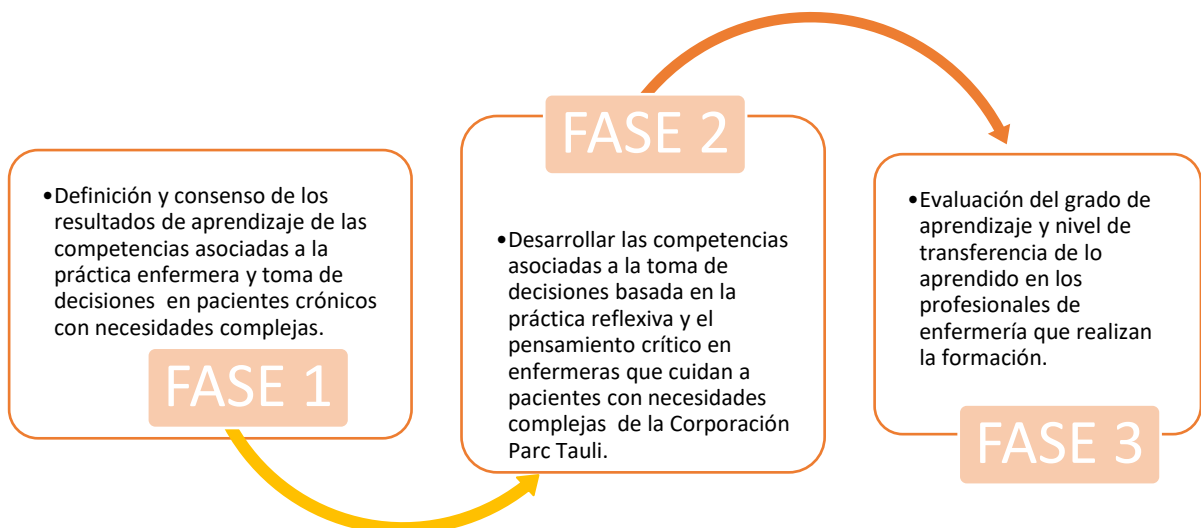 •Definición y consenso de los
resultados de aprendizaje de las
competencias asociadas a la
práctica enfermera y toma de
decisiones  en pacientes crónicos
con necesidades complejas.
FASE 1
FASE 2
•Desarrollar las competencias
asociadas a la toma de
decisiones basada en la
práctica reflexiva y el
pensamiento crítico en
enfermeras que cuidan a
pacientes con necesidades
complejas  de la Corporación
Parc Tauli.
•Evaluación del grado de
aprendizaje y nivel de
transferencia de lo
aprendido en los
profesionales de
enfermería que realizan
la formación.
FASE 3